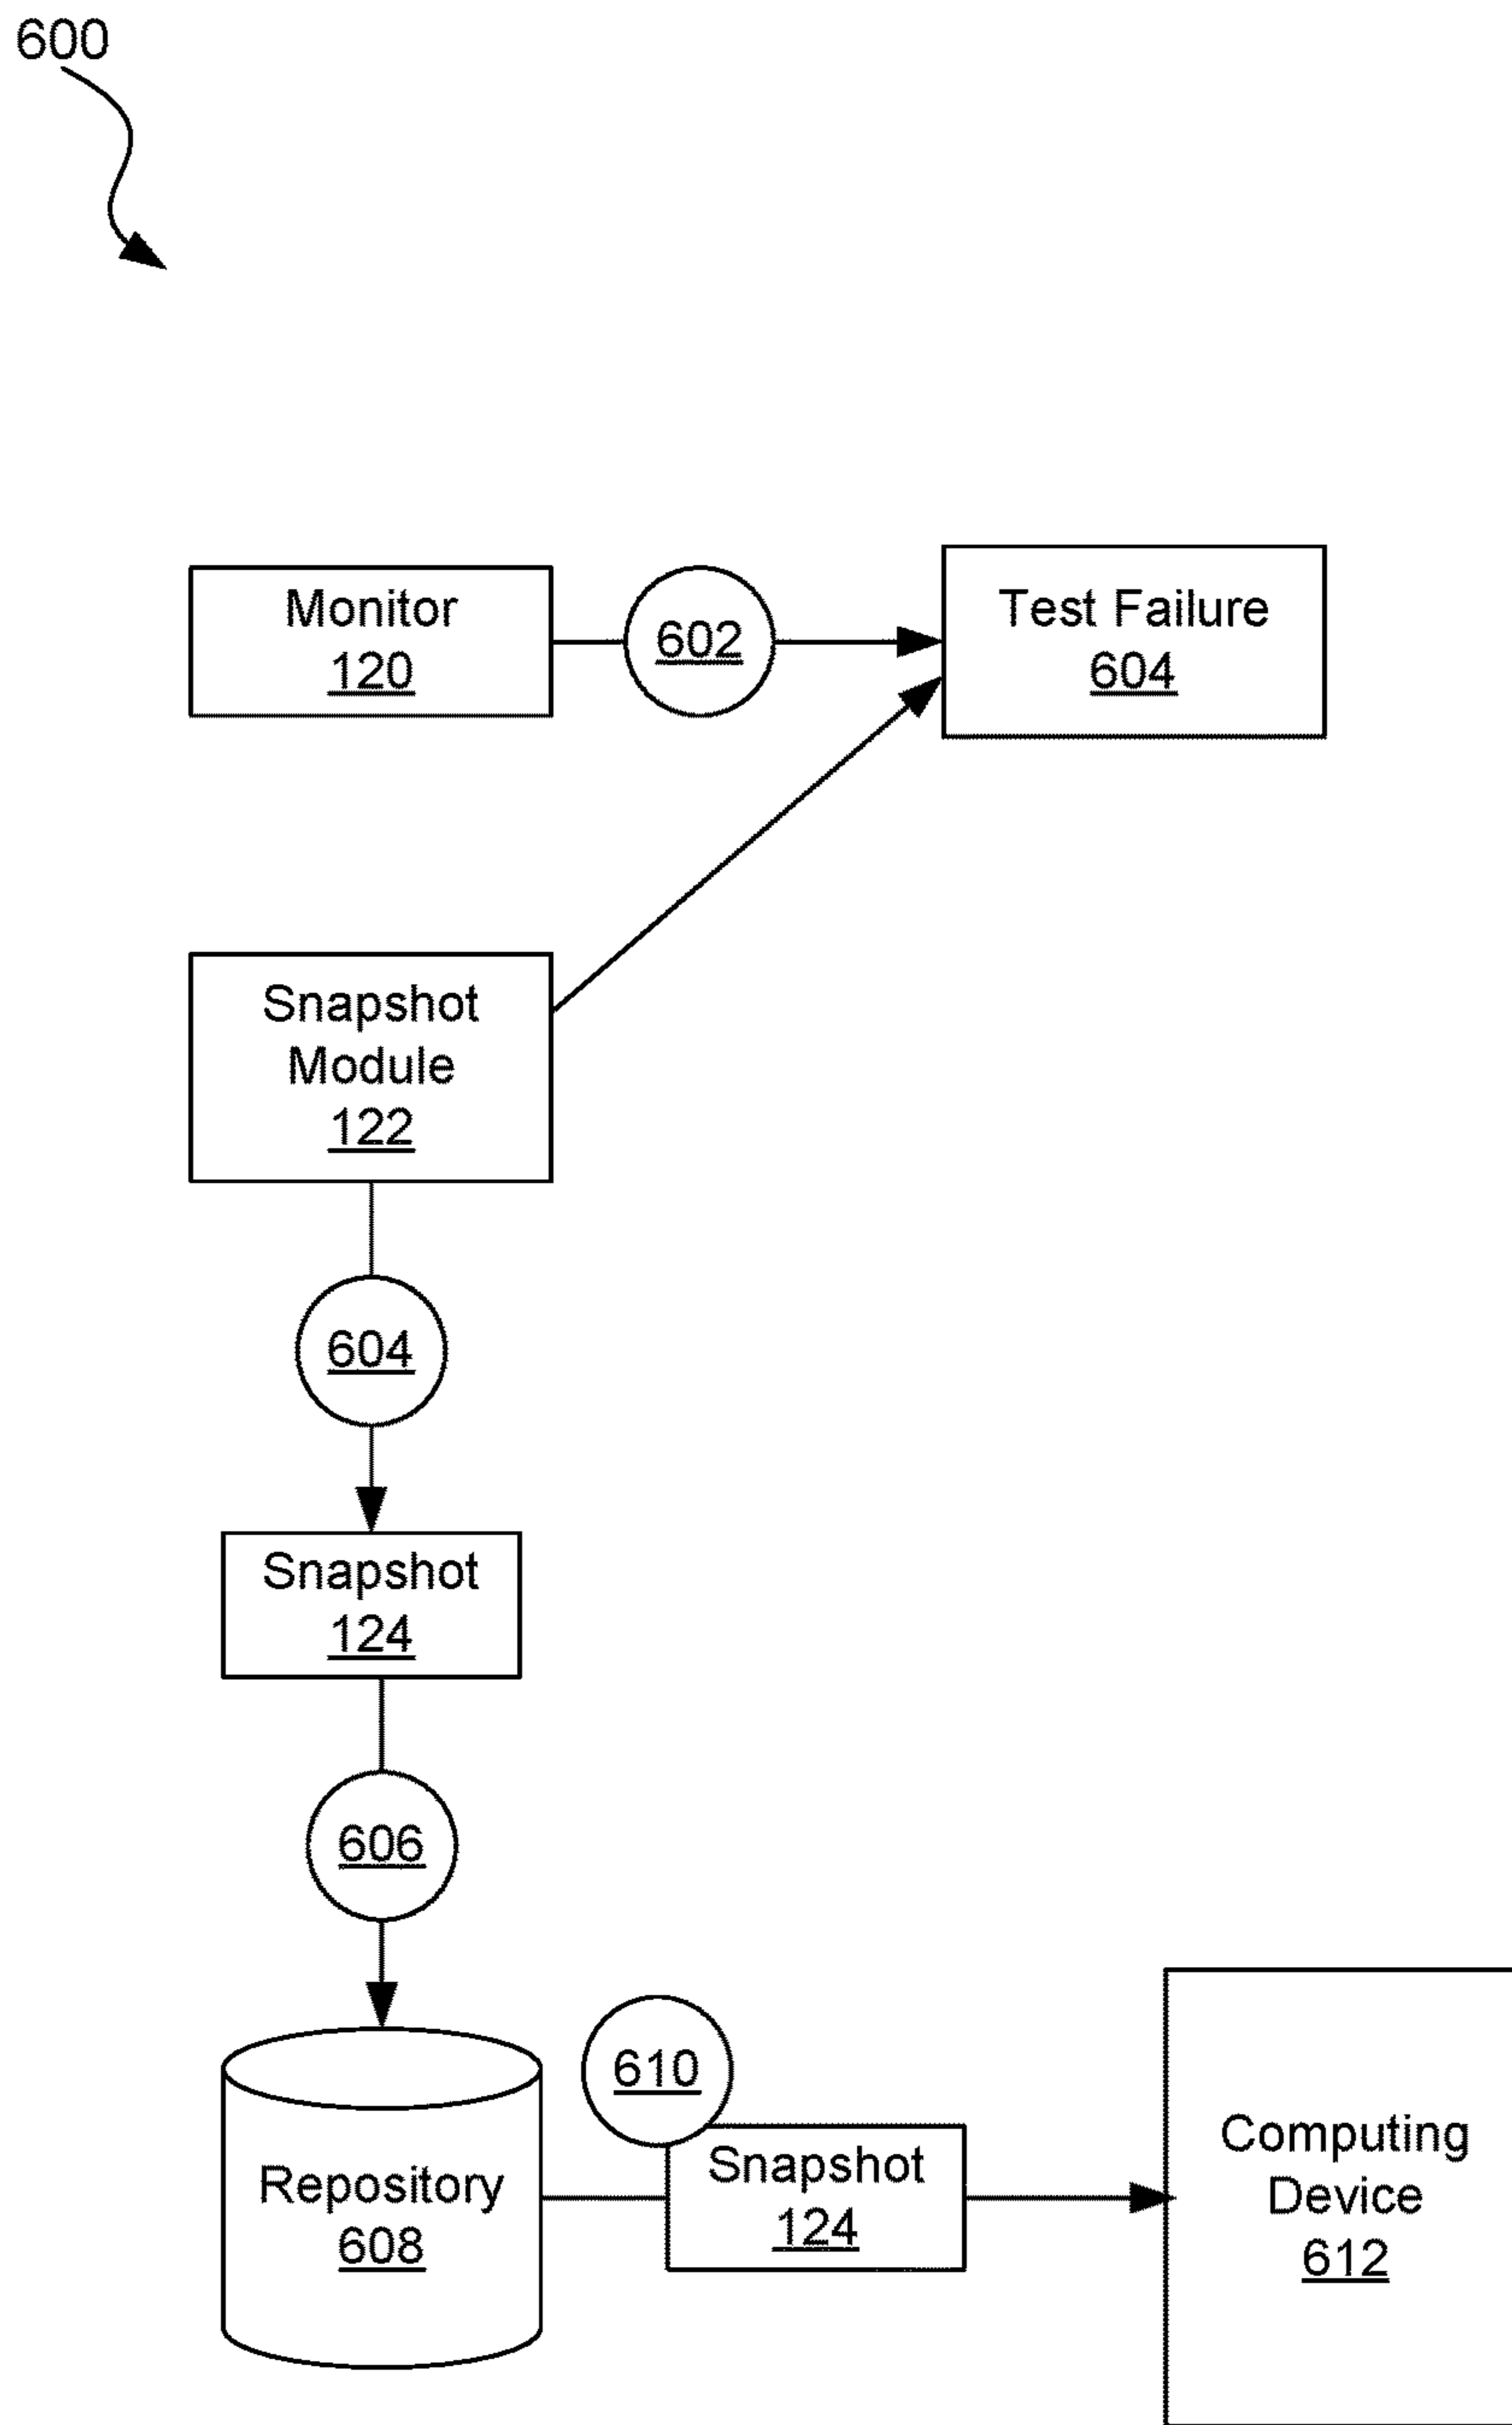 600
Monitor
120
602
Test Failure
604
Snapshot
Module
122
604
Snapshot
124
606
610
Repository
608
Snapshot
124
Computing
Device
612